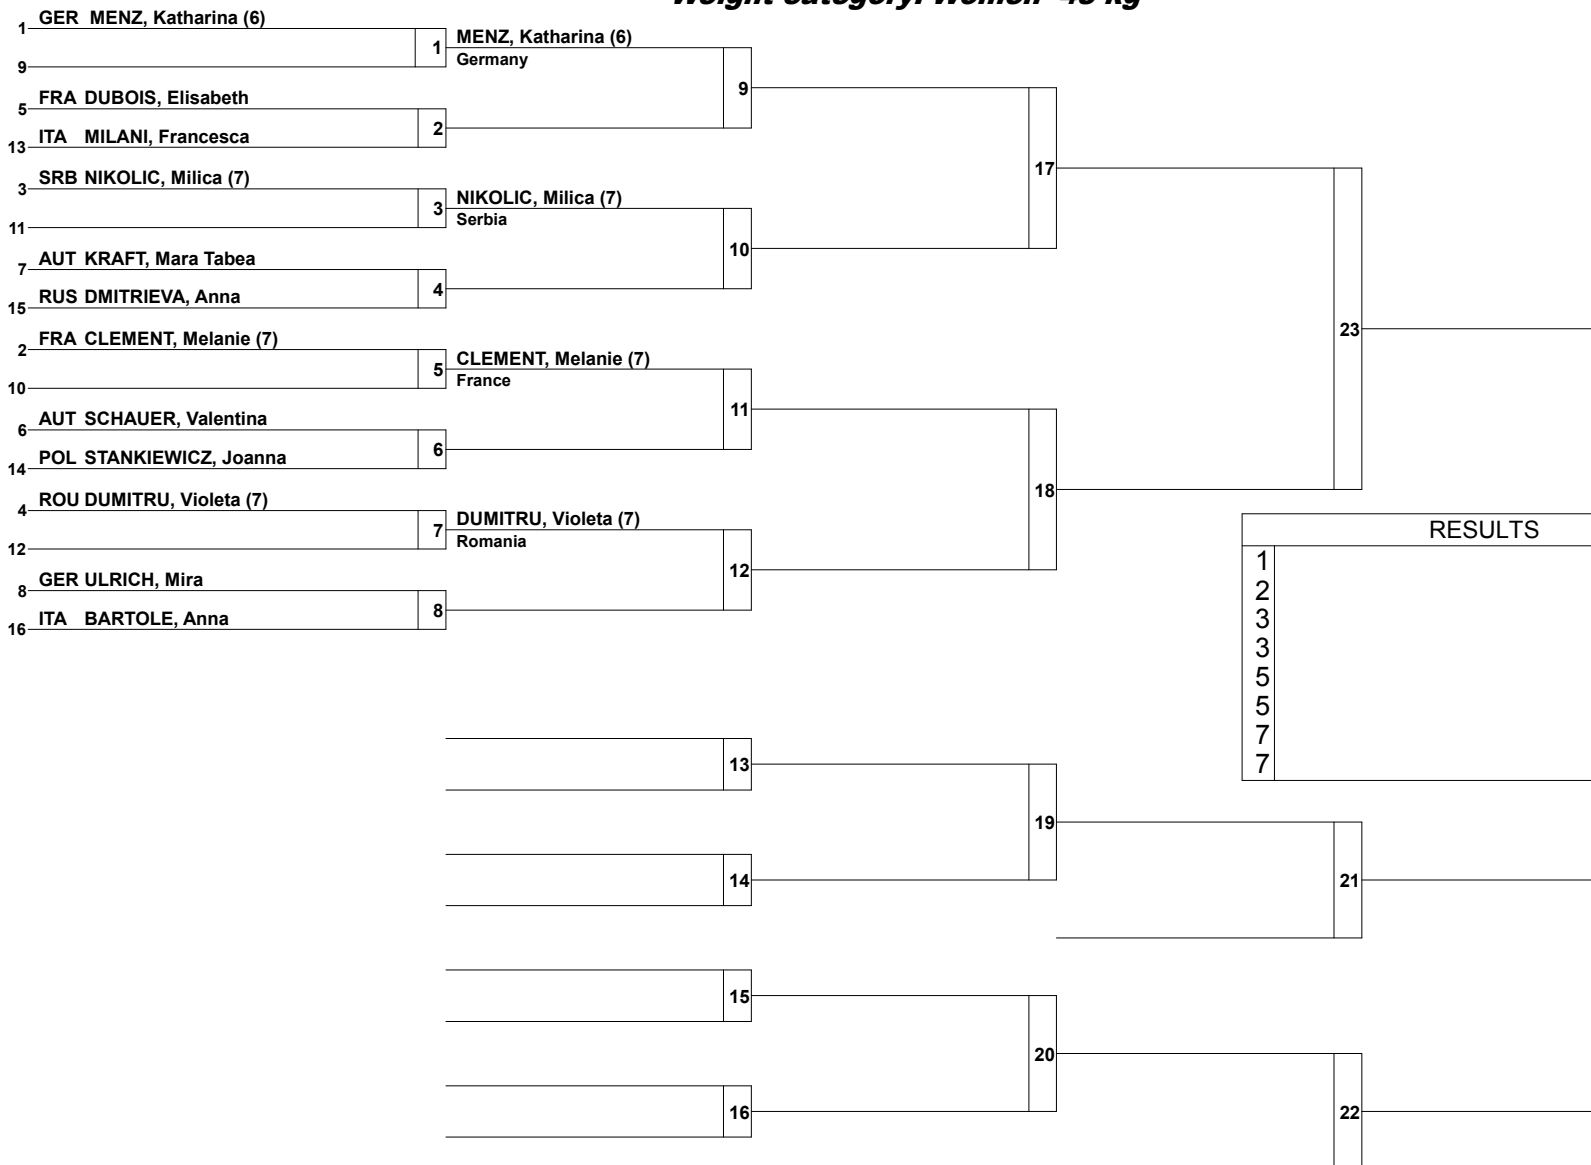 Weight category: Women -48 kg
1 GER MENZ, Katharina (6)
9
1
MENZ, Katharina (6)
Germany
5 FRA DUBOIS, Elisabeth
13 ITA MILANI, Francesca
2
9
3 SRB NIKOLIC, Milica (7)
11
3
NIKOLIC, Milica (7)
Serbia
7 AUT KRAFT, Mara Tabea
15 RUS DMITRIEVA, Anna
4
10
17
2 FRA CLEMENT, Melanie (7)
10
5
CLEMENT, Melanie (7)
France
6 AUT SCHAUER, Valentina
14 POL STANKIEWICZ, Joanna
6
11
4 ROU DUMITRU, Violeta (7)
12
7
DUMITRU, Violeta (7)
Romania
8 GER ULRICH, Mira
16 ITA BARTOLE, Anna
8
12
18
23
RESULTS
1
2
3
3
5
5
7
7
13
14
19
21
15
16
20
22